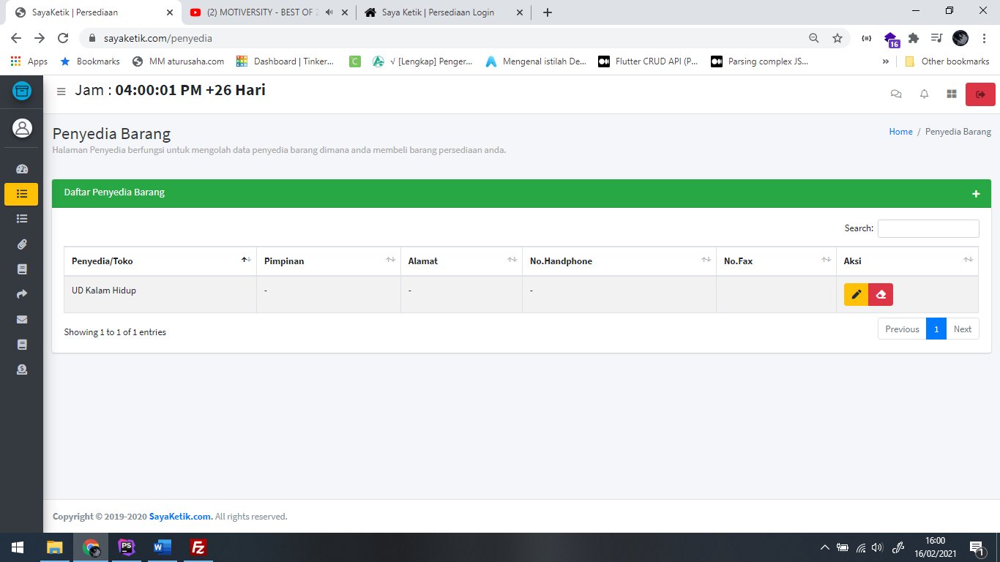 SayaKetik | Persediaan
(2) MOTIVERSITY - BEST OF 2
Saya Ketik | Persediaan Login
sayaketik.com/penyedia
16
Apps
Bookmarks
MM aturusaha.com
Dashboard | Tinker...
C
√ [Lengkap] Penger...
Mengenal istilah De...
Flutter CRUD API (P...
Parsing complex JS...
»
Other bookmarks
Jam : 04:00:01 PM +26 Hari
Penyedia Barang
Home / Penyedia Barang
Halaman Penyedia berfungsi untuk mengolah data penyedia barang dimana anda membeli barang persediaan anda.
Daftar Penyedia Barang
+
Search:
Penyedia/Toko Pimpinan Alamat No.Handphone No.Fax Aksi
UD Kalam Hidup - - -
Showing 1 to 1 of 1 entries
Previous 1 Next
Copyright © 2019-2020 SayaKetik.com. All rights reserved.
PS
W
Fz
16:00
16/02/2021
1